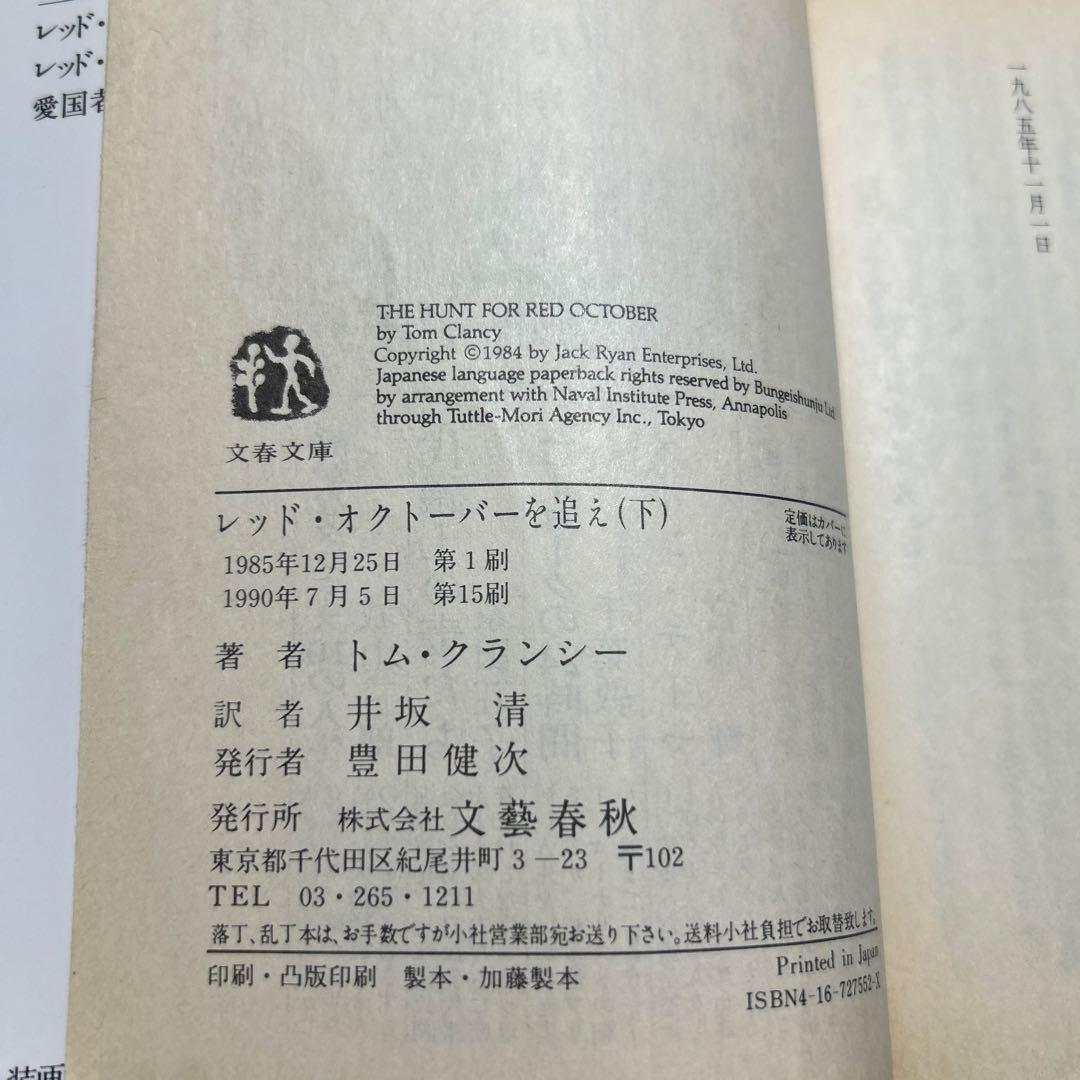 レッド・
レッド・
愛国者
一九八五年十一月一日
THE HUNT FOR RED OCTOBER
by Tom Clancy
Copyright ©1984 by Jack Ryan Enterprises, Ltd.
Japanese language paperback rights reserved by Bungeishunju Ltd.
by arrangement with Naval Institute Press, Annapolis
through Tuttle-Mori Agency Inc., Tokyo
文春文庫
レッド・オクトーバーを追え(下)
定価はカバーに
表示してあります
1985年12月25日 第1刷
1990年7月5日 第15刷
著 者 トム・クランシー
訳 者 井坂 清
発行者 豊田健次
発行所 株式会社 文藝春秋
東京都千代田区紀尾井町3—23 〒102
TEL 03・265・1211
落丁、乱丁本は、お手数ですが小社営業部宛お送り下さい。送料小社負担でお取替致します。
印刷・凸版印刷 製本・加藤製本
Printed in Japan
ISBN4-16-727552-X
装画